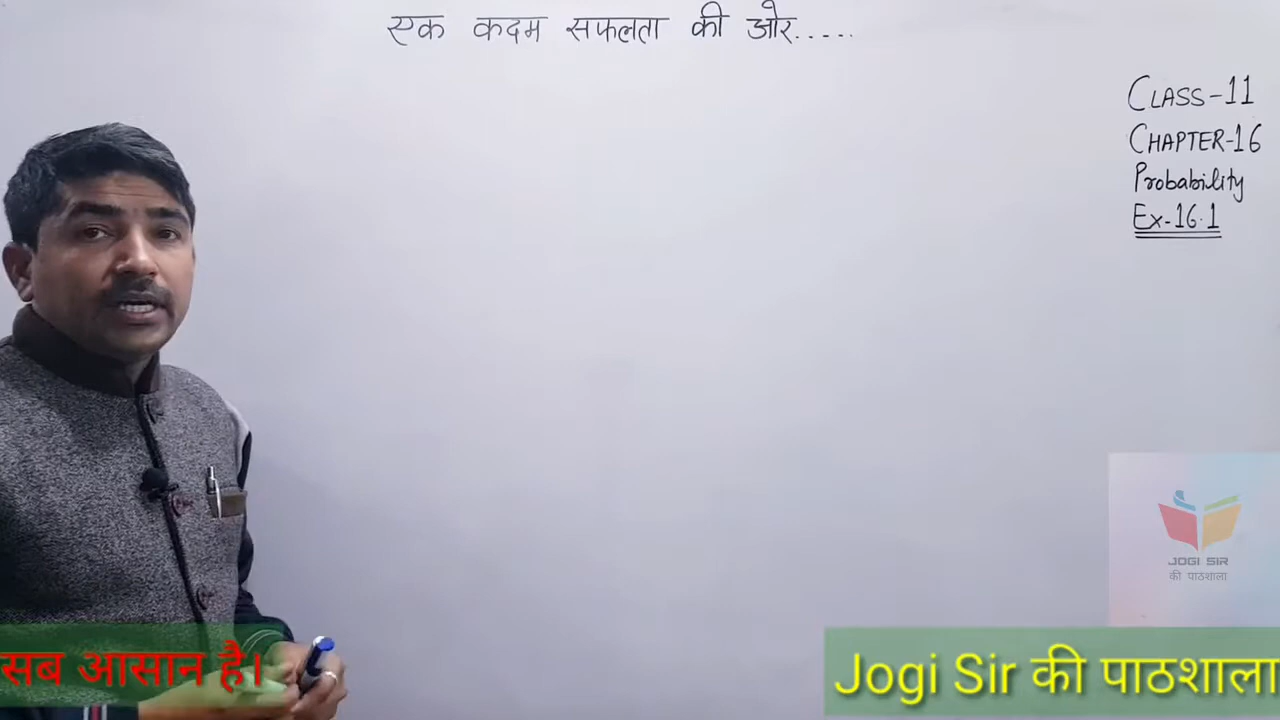 एक कदम सफलता की ओर.....
CLASS-11
CHAPTER-16
Probability
Ex-16.1
JOGI SIR
की पाठशाला
सब आसान है।
Jogi Sir की पाठशाला